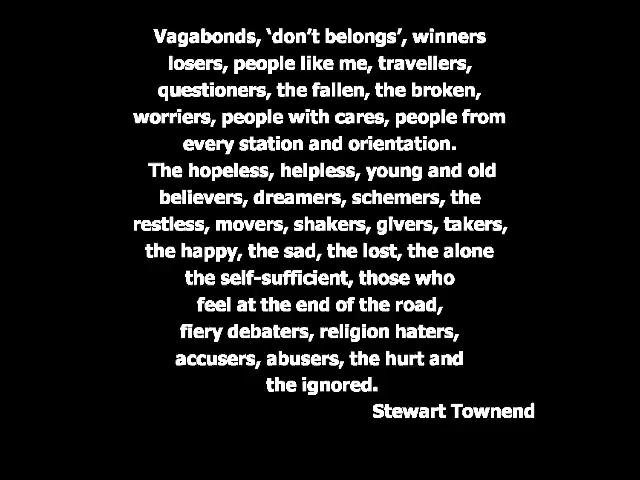 Vagabonds, ‘don’t belongs’, winners
losers, people like me, travellers,
questioners, the fallen, the broken,
worriers, people with cares, people from
every station and orientation.
The hopeless, helpless, young and old
believers, dreamers, schemers, the
restless, movers, shakers, givers, takers,
the happy, the sad, the lost, the alone
the self-sufficient, those who
feel at the end of the road,
fiery debaters, religion haters,
accusers, abusers, the hurt and
the ignored.
Stewart Townend